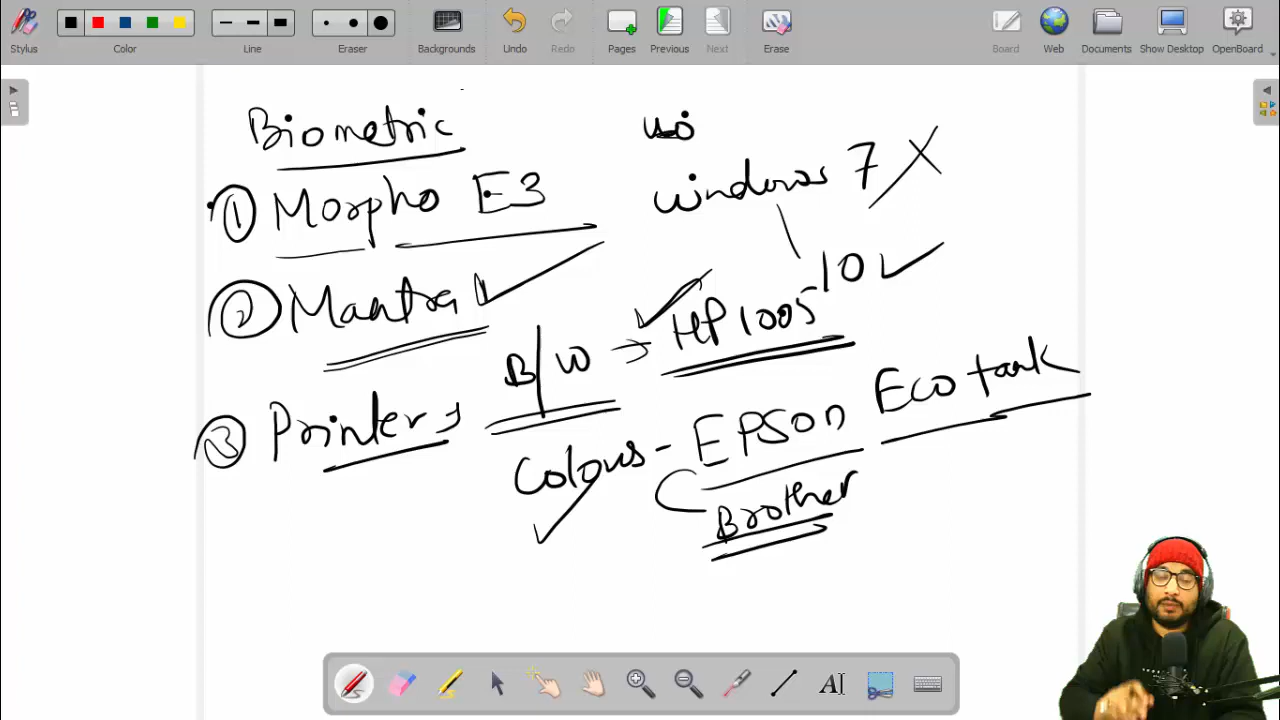 Stylus
Color
Line
Eraser
Backgrounds
Undo
Redo
Pages
Previous
Next
Erase
Board
Web
Documents
Show Desktop
OpenBoard
Biometric
① Morpho E3
windows 7 X
10 ✓
② Mantra ✓
B/W → ✓ HP 1005
③ Printer →
Colour - EPSON Eco tank
Brother